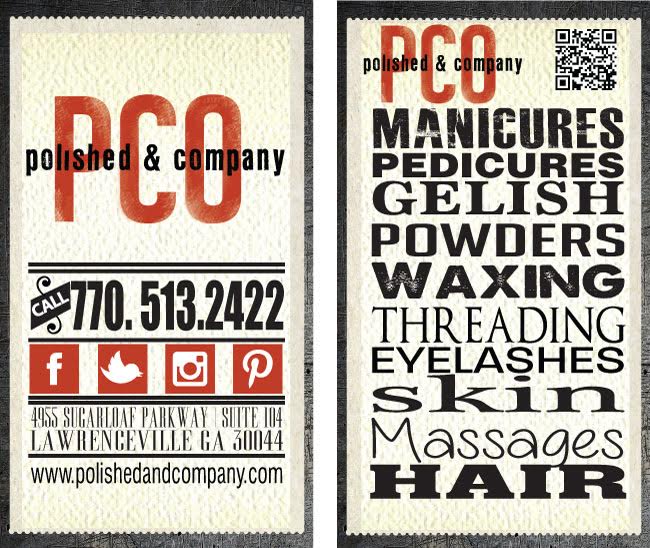 PCO
polished & company
CALL 770. 513.2422
4955 SUGARLOAF PARKWAY | SUITE 104
LAWRENCEVILLE GA 30044
www.polishedandcompany.com
PCO
polished & company
MANICURES
PEDICURES
GELISH
POWDERS
WAXING
THREADING
EYELASHES
skin
Massages
HAIR